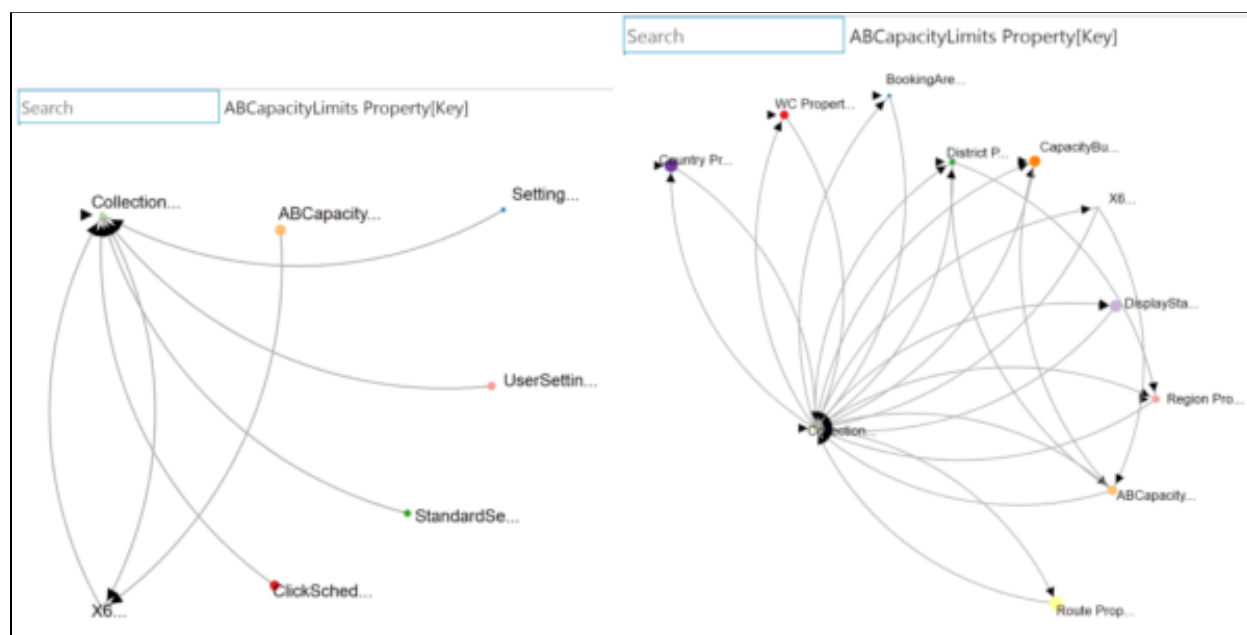 Search
ABCapacityLimits Property[Key]
Collection...
ABCapacity...
Setting...
UserSettin...
StandardSe...
ClickSched...
X6...
Search
ABCapacityLimits Property[Key]
BookingAre...
WC Propert...
Country Pr...
District P...
CapacityBu...
X6...
DisplaySta...
Region Pro...
Collection...
ABCapacity...
Route Prop...